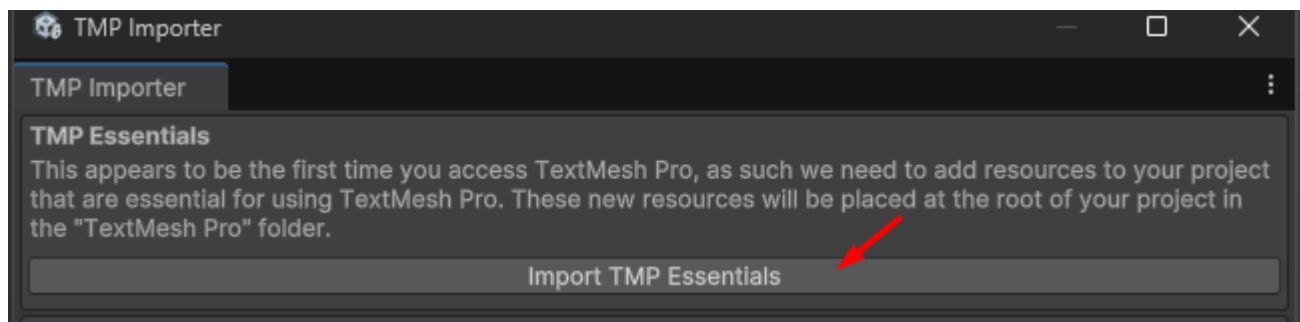 TMP Importer
TMP Importer
TMP Essentials
This appears to be the first time you access TextMesh Pro, as such we need to add resources to your project
that are essential for using TextMesh Pro. These new resources will be placed at the root of your project in
the "TextMesh Pro" folder.
Import TMP Essentials